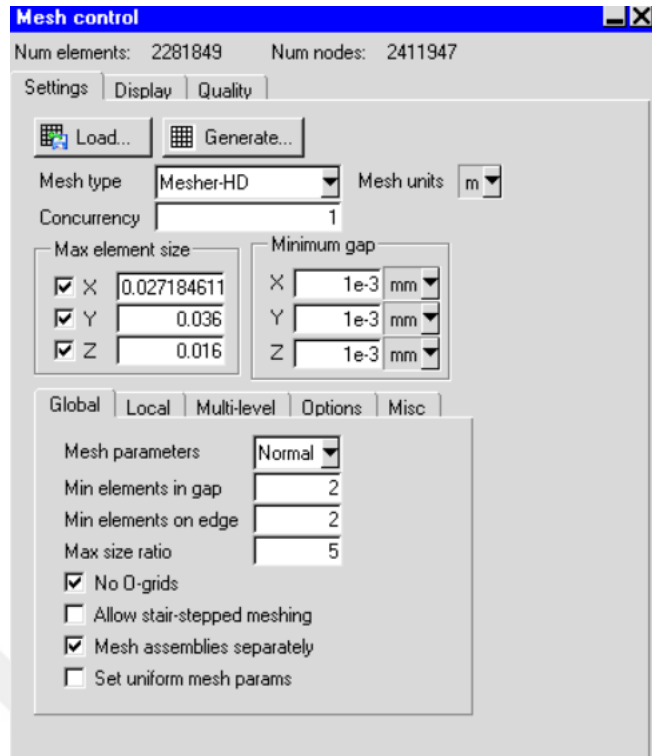 Mesh control
Num elements: 2281849 Num nodes: 2411947
Settings Display Quality
Load... Generate...
Mesh type Mesher-HD Mesh units m
Concurrency 1
Max element size Minimum gap
X 0.027184611 X 1e-3 mm
Y 0.036 Y 1e-3 mm
Z 0.016 Z 1e-3 mm
Global Local Multi-level Options Misc
Mesh parameters Normal
Min elements in gap 2
Min elements on edge 2
Max size ratio 5
No O-grids
Allow stair-stepped meshing
Mesh assemblies separately
Set uniform mesh params